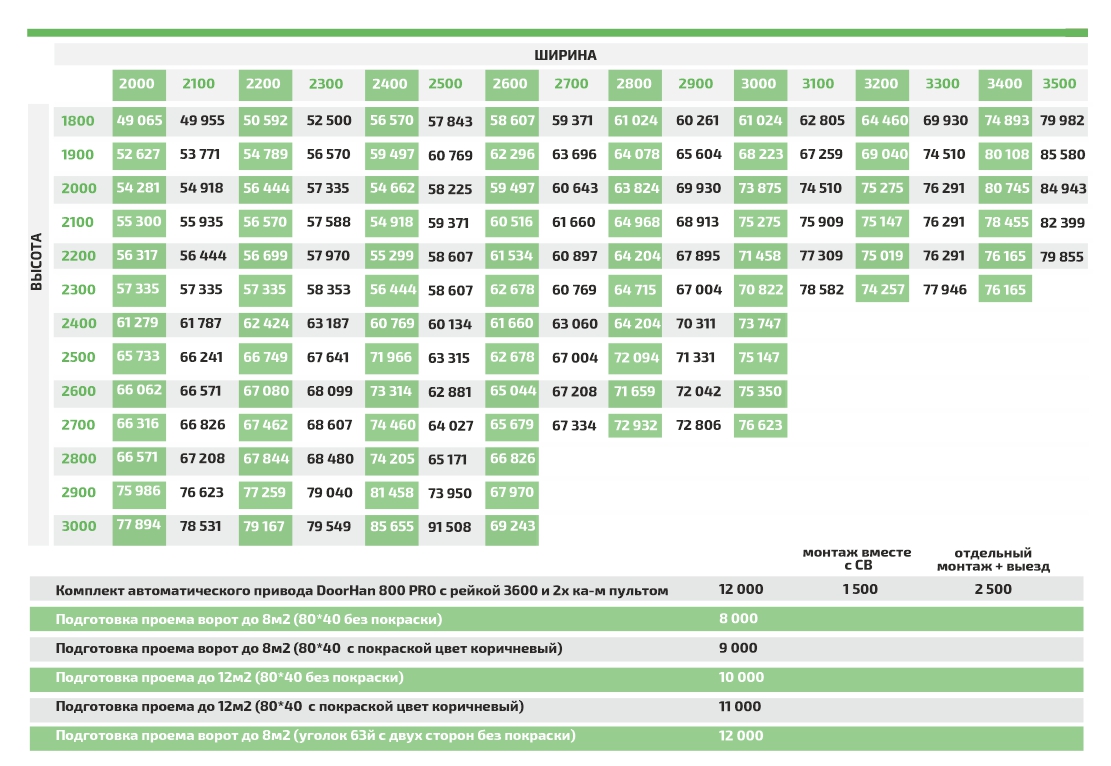 ШИРИНА
2000 2100 2200 2300 2400 2500 2600 2700 2800 2900 3000 3100 3200 3300 3400 3500
ВЫСОТА
1800 49 065 49 955 50 592 52 500 56 570 57 843 58 607 59 371 61 024 60 261 61 024 62 805 64 460 69 930 74 893 79 982
1900 52 627 53 771 54 789 56 570 59 497 60 769 62 296 63 696 64 078 65 604 68 223 67 259 69 040 74 510 80 108 85 580
2000 54 281 54 918 56 444 57 335 54 662 58 225 59 497 60 643 63 824 69 930 73 875 74 510 75 275 76 291 80 745 84 943
2100 55 300 55 935 56 570 57 588 54 918 59 371 60 516 61 660 64 968 68 913 75 275 75 909 75 147 76 291 78 455 82 399
2200 56 317 56 444 56 699 57 970 55 299 58 607 61 534 60 897 64 204 67 895 71 458 77 309 75 019 76 291 76 165 79 855
2300 57 335 57 335 57 335 58 353 56 444 58 607 62 678 60 769 64 715 67 004 70 822 78 582 74 257 77 946 76 165
2400 61 279 61 787 62 424 63 187 60 769 60 134 61 660 63 060 64 204 70 311 73 747
2500 65 733 66 241 66 749 67 641 71 966 63 315 62 678 67 004 72 094 71 331 75 147
2600 66 062 66 571 67 080 68 099 73 314 62 881 65 044 67 208 71 659 72 042 75 350
2700 66 316 66 826 67 462 68 607 74 460 64 027 65 679 67 334 72 932 72 806 76 623
2800 66 571 67 208 67 844 68 480 74 205 65 171 66 826
2900 75 986 76 623 77 259 79 040 81 458 73 950 67 970
3000 77 894 78 531 79 167 79 549 85 655 91 508 69 243
монтаж вместе отдельный
с СВ монтаж + выезд
Комплект автоматического привода DoorHan 800 PRO с рейкой 3600 и 2х ка-м пультом 12 000 1 500 2 500
Подготовка проема ворот до 8м2 (80*40 без покраски) 8 000
Подготовка проема ворот до 8м2 (80*40 с покраской цвет коричневый) 9 000
Подготовка проема до 12м2 (80*40 без покраски) 10 000
Подготовка проема до 12м2 (80*40 с покраской цвет коричневый) 11 000
Подготовка проема ворот до 8м2 (уголок 63й с двух сторон без покраски) 12 000